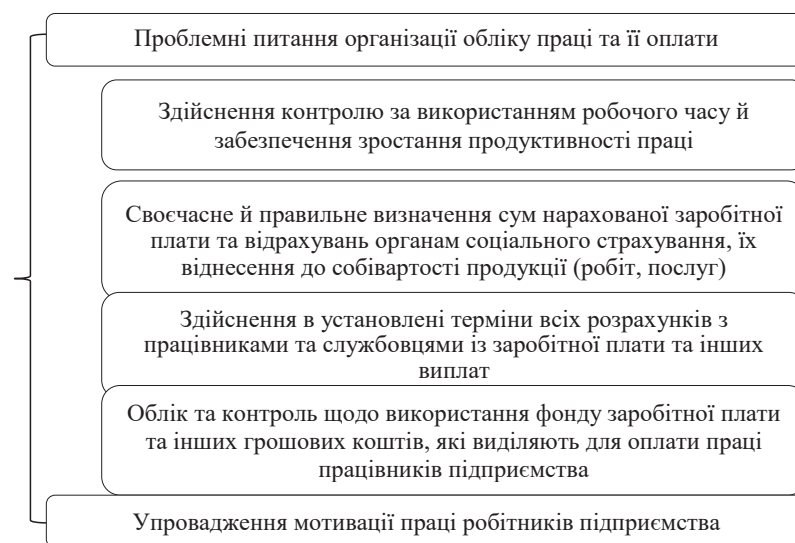 Проблемні питання організації обліку праці та її оплати
Здійснення контролю за використанням робочого часу й
забезпечення зростання продуктивності праці
Своєчасне й правильне визначення сум нарахованої заробітної
плати та відрахувань органам соціального страхування, їх
віднесення до собівартості продукції (робіт, послуг)
Здійснення в установлені терміни всіх розрахунків з
працівниками та службовцями із заробітної плати та інших
виплат
Облік та контроль щодо використання фонду заробітної плати
та інших грошових коштів, які виділяють для оплати праці
працівників підприємства
Упровадження мотивації праці робітників підприємства